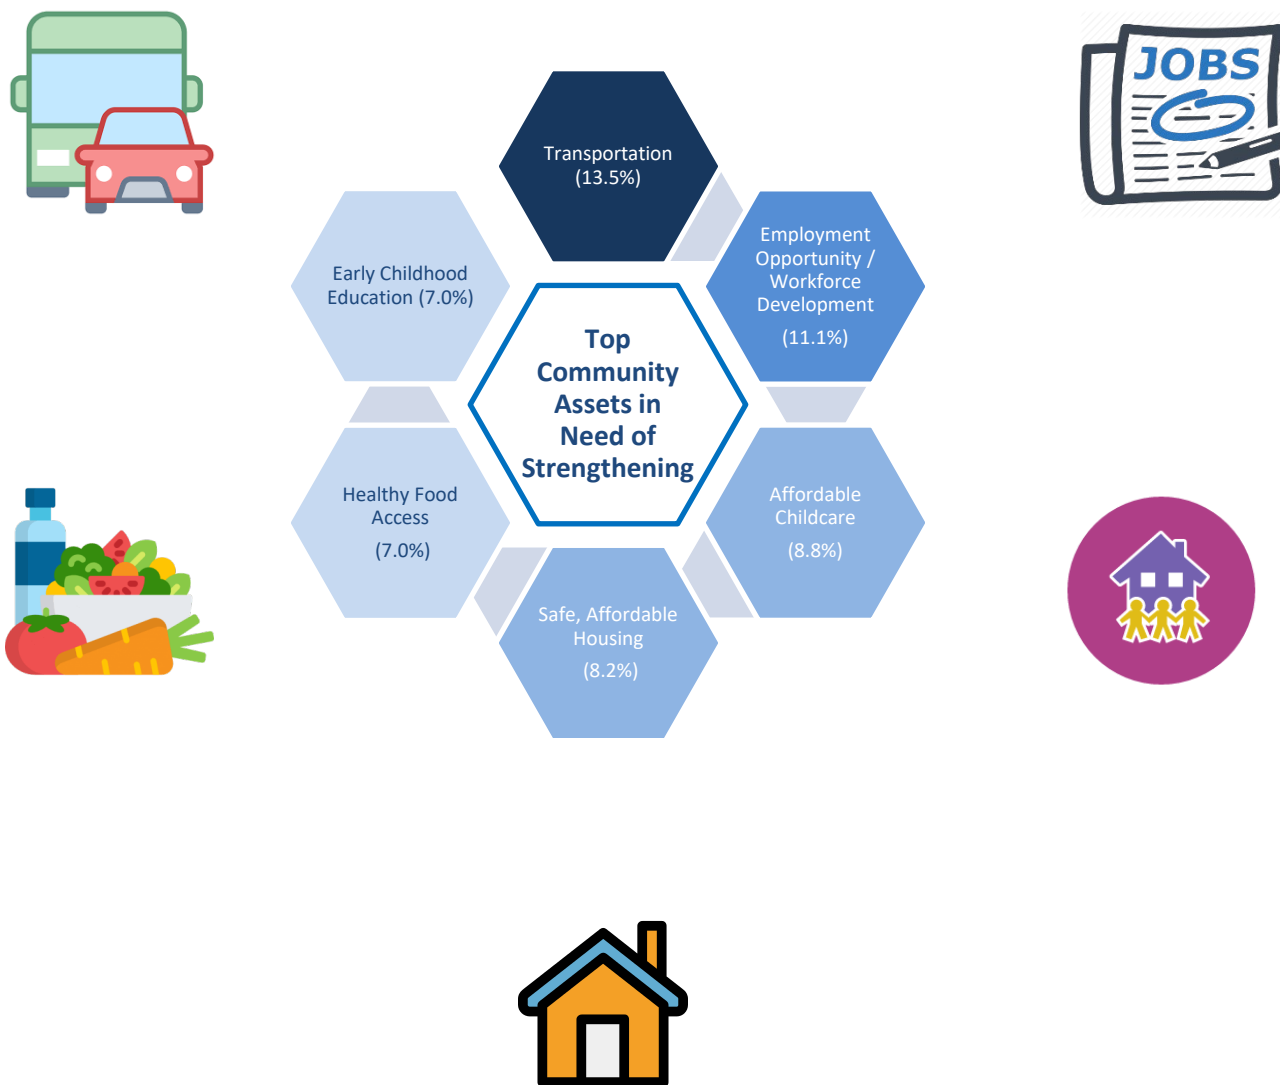 JOBS
Transportation
(13.5%)
Employment
Opportunity /
Workforce
Development
(11.1%)
Early Childhood
Education (7.0%)
Top
Community
Assets in
Need of
Strengthening
Healthy Food
Access
(7.0%)
Affordable
Childcare
(8.8%)
Safe, Affordable
Housing
(8.2%)